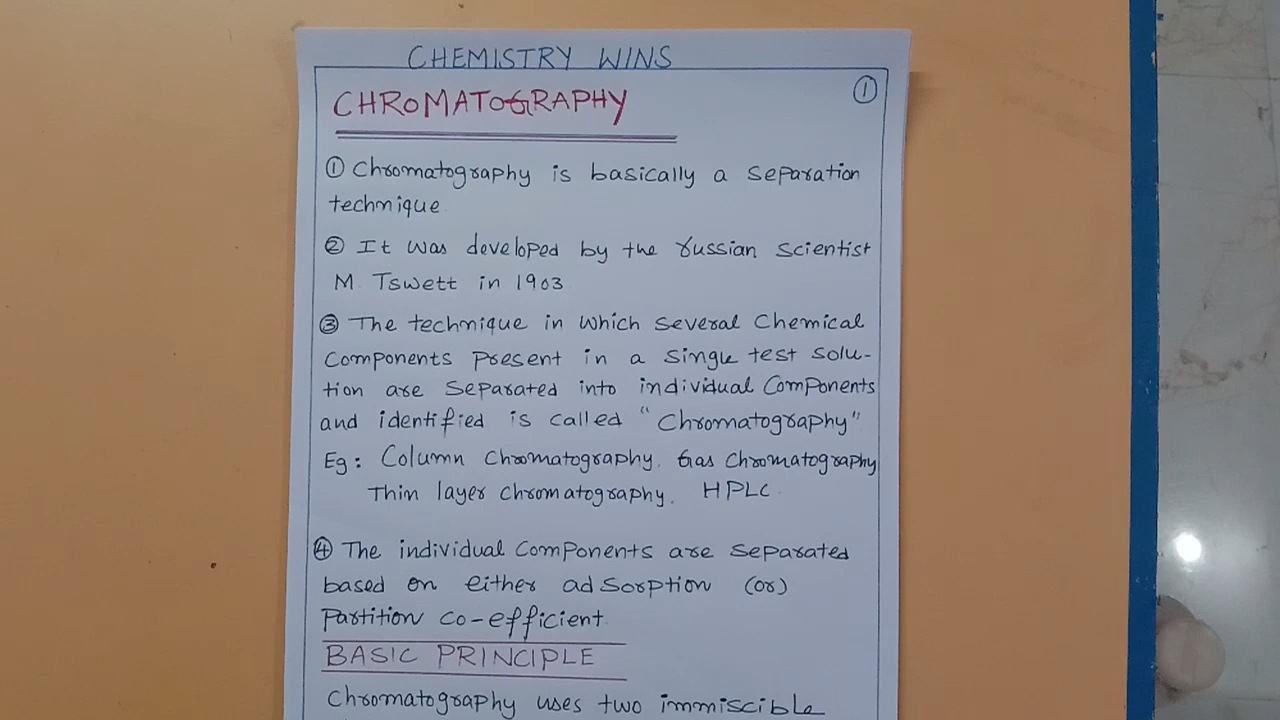 CHEMISTRY WINS
①
CHROMATOGRAPHY
① Chromatography is basically a separation
technique.
② It was developed by the russian scientist
M. Tswett in 1903
③ The technique in which several chemical
components present in a single test solu-
tion are separated into individual components
and identified is called "Chromatography"
Eg: Column chromatography, Gas chromatography
Thin layer chromatography, HPLC.
④ The individual components are separated
based on either adsorption (or)
Partition co-efficient.
BASIC PRINCIPLE
Chromatography uses two immiscible